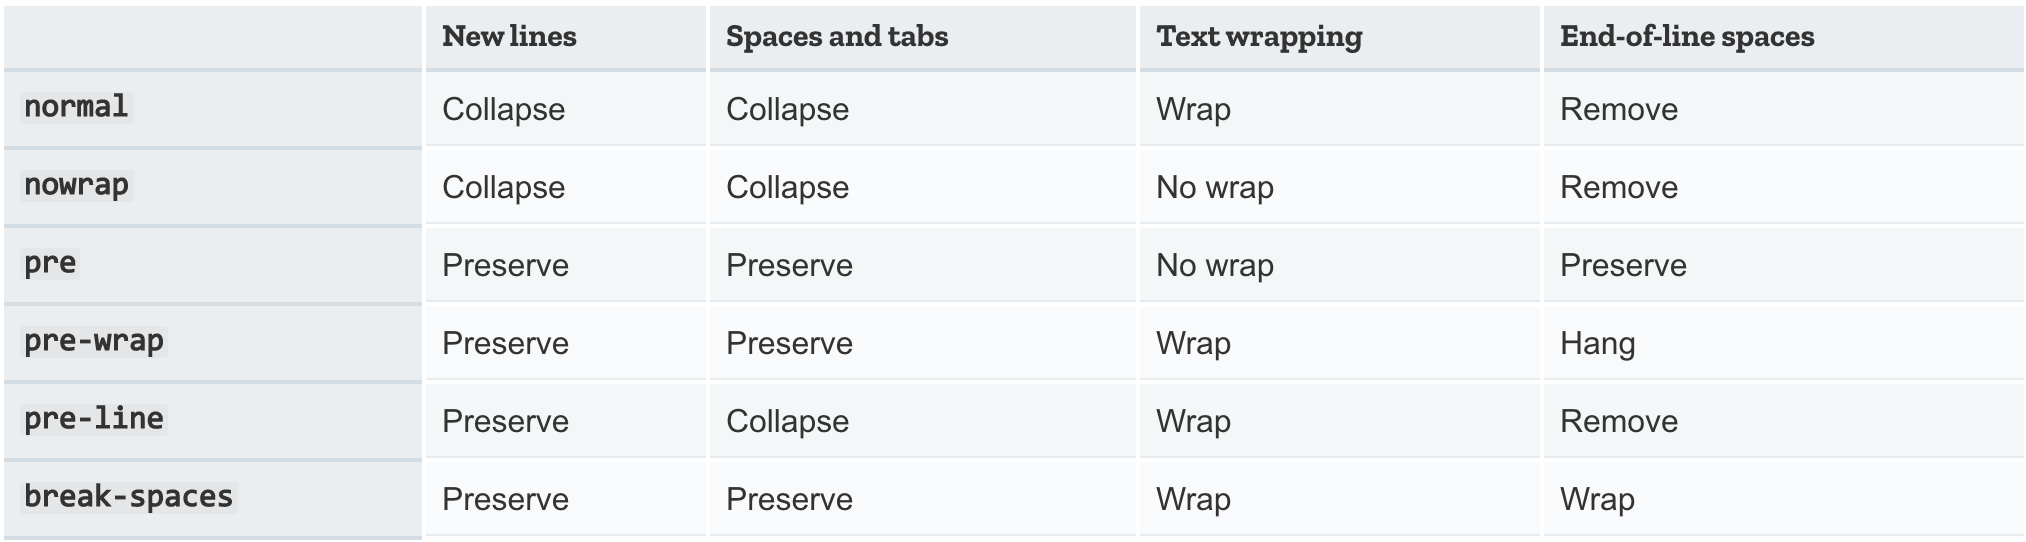 New lines Spaces and tabs Text wrapping End-of-line spaces
normal Collapse Collapse Wrap Remove
nowrap Collapse Collapse No wrap Remove
pre Preserve Preserve No wrap Preserve
pre-wrap Preserve Preserve Wrap Hang
pre-line Preserve Collapse Wrap Remove
break-spaces Preserve Preserve Wrap Wrap